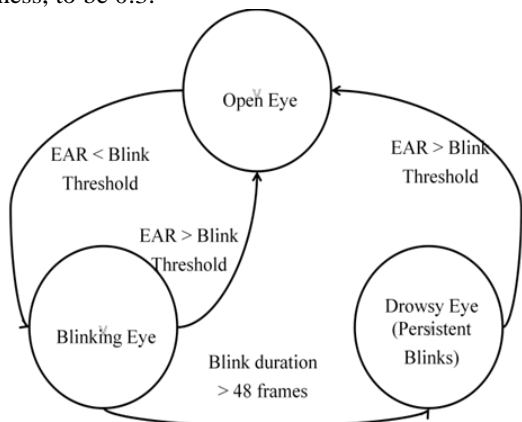 ness, to be 0.3.
Open Eye
EAR < Blink
Threshold
EAR > Blink
Threshold
EAR > Blink
Threshold
Blinking Eye
Drowsy Eye
(Persistent
Blinks)
Blink duration
> 48 frames